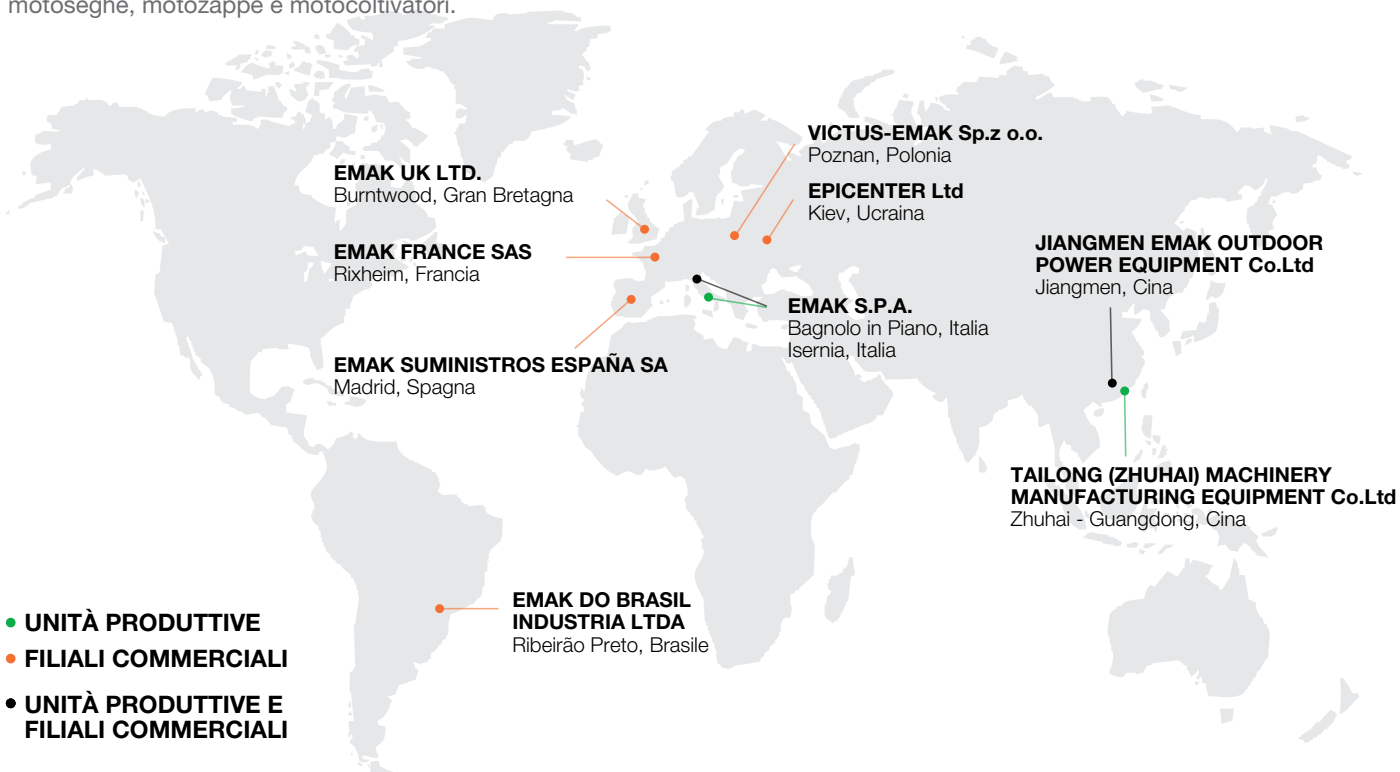 motoseghe, motozappe e motocoltivatori.
VICTUS-EMAK Sp.z o.o.
Poznan, Polonia
EMAK UK LTD.
Burntwood, Gran Bretagna
EPICENTER Ltd
Kiev, Ucraina
EMAK FRANCE SAS
Rixheim, Francia
JIANGMEN EMAK OUTDOOR
POWER EQUIPMENT Co.Ltd
Jiangmen, Cina
EMAK S.P.A.
Bagnolo in Piano, Italia
Isernia, Italia
EMAK SUMINISTROS ESPAÑA SA
Madrid, Spagna
TAILONG (ZHUHAI) MACHINERY
MANUFACTURING EQUIPMENT Co.Ltd
Zhuhai - Guangdong, Cina
EMAK DO BRASIL
INDUSTRIA LTDA
Ribeirão Preto, Brasile
UNITÀ PRODUTTIVE
FILIALI COMMERCIALI
UNITÀ PRODUTTIVE E
FILIALI COMMERCIALI